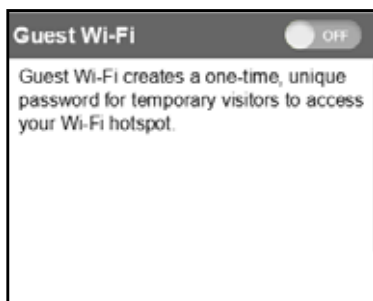 Guest Wi-Fi OFF
Guest Wi-Fi creates a one-time, unique
password for temporary visitors to access
your Wi-Fi hotspot.